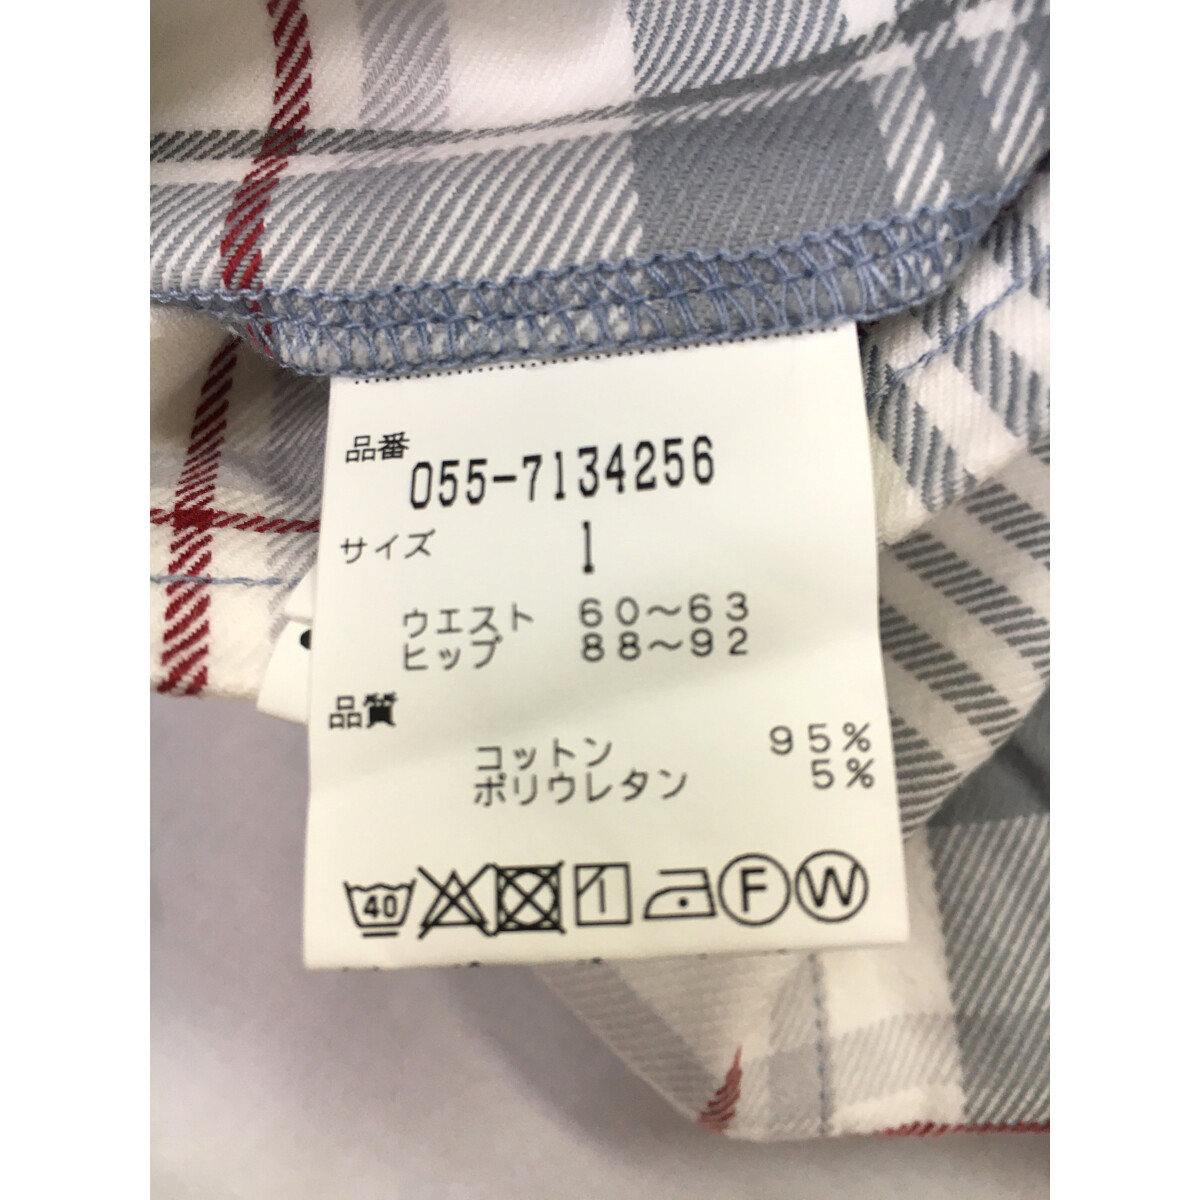 品番
055-7134256
サイズ 1
ウエスト 60~63
ヒップ 88~92
品質
コットン 95%
ポリウレタン 5%
40 F W